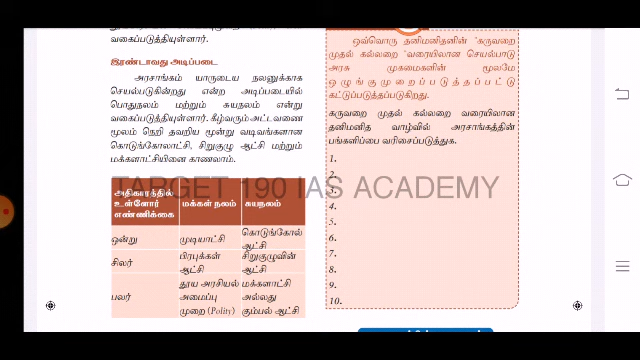 வகைப்படுத்தியுள்ளார்.
இரண்டாவது அடிப்படை
அரசாங்கம் யாருடைய நலனுக்காக
செயல்படுகின்றது என்ற அடிப்படையில்
பொதுநலம் மற்றும் சுயநலம் என்று
வகைப்படுத்தியுள்ளார். கீழ்வரும் அட்டவணை
மூலம் நெறி தவறிய மூன்று வடிவங்களான
கொடுங்கோலாட்சி, சிறுகுழு ஆட்சி மற்றும்
மக்களாட்சியினை காணலாம்.
அதிகாரத்தில் உள்ளோர் எண்ணிக்கை மக்கள் நலம் சுயநலம்
ஒன்று முடியாட்சி கொடுங்கோல் ஆட்சி
சிலர் பிரபுக்கள் ஆட்சி சிறுகுழுவின் ஆட்சி
பலர் தூய அரசியல் அமைப்பு முறை (Polity) மக்களாட்சி அல்லது கும்பல் ஆட்சி
ஒவ்வொரு தனிமனிதனின் "கருவறை
முதல் கல்லறை "வரையிலான செயல்பாடு
அரசு முகமைகளின் மூலமே
ஒழுங்குமுறைப்படுத்தப்பட்டு
கட்டுப்படுத்தப்படுகிறது.
கருவறை முதல் கல்லறை வரையிலான
தனிமனித வாழ்வில் அரசாங்கத்தின்
பங்களிப்பை வரிசைப்படுத்துக.
1.
2.
3.
4.
5.
6.
7.
8.
9.
10.
TARGET 190 IAS ACADEMY